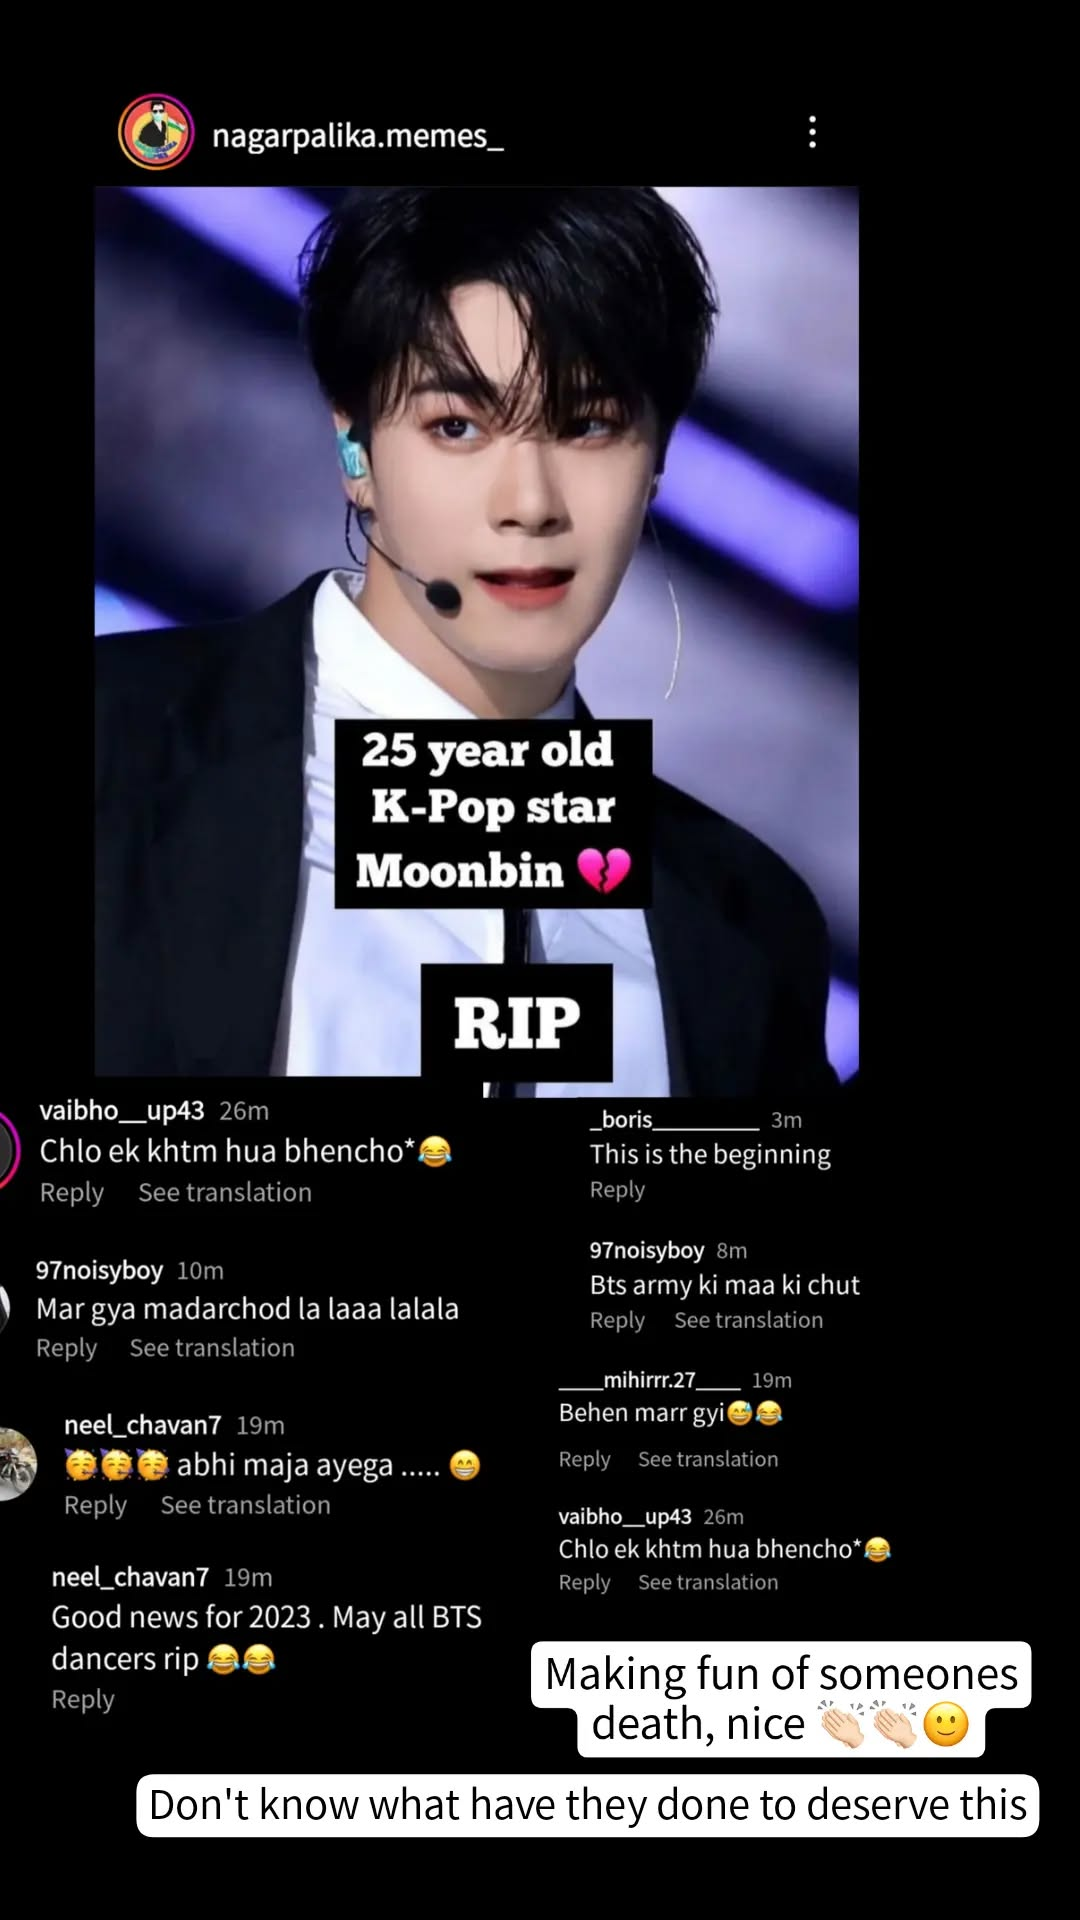 nagarpalika.memes_
25 year old
K-Pop star
Moonbin 💔
RIP
vaibho__up43 26m
Chlo ek khtm hua bhencho*😂
Reply See translation
97noisyboy 10m
Mar gya madarchod la laaa lalala
Reply See translation
neel_chavan7 19m
🥳🥳🥳 abhi maja ayega ..... 😁
Reply See translation
neel_chavan7 19m
Good news for 2023 . May all BTS
dancers rip 😂😂
Reply
_boris_________ 3m
This is the beginning
Reply
97noisyboy 8m
Bts army ki maa ki chut
Reply See translation
____mihirrr.27____ 19m
Behen marr gyi😅😂
Reply See translation
vaibho__up43 26m
Chlo ek khtm hua bhencho*😂
Reply See translation
Making fun of someones
death, nice 👏🏻👏🏻🙂
Don't know what have they done to deserve this